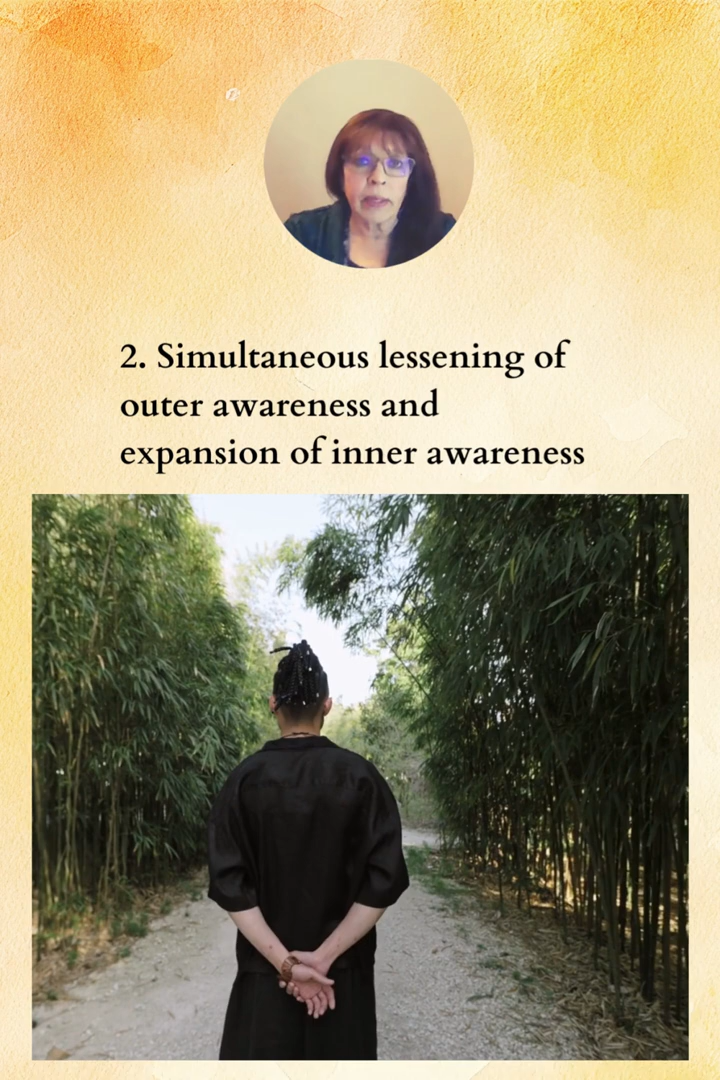 2. Simultaneous lessening of
outer awareness and
expansion of inner awareness